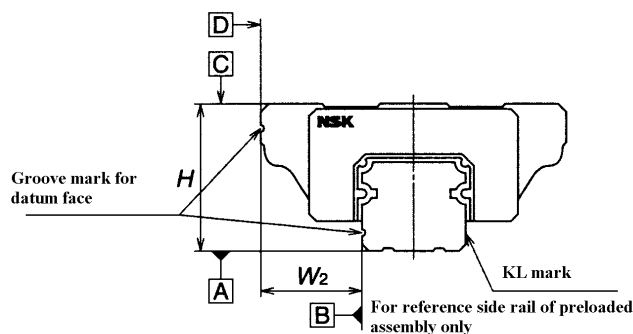 D
C
NSK
Groove mark for
datum face
H
A
W2
B
KL mark
For reference side rail of preloaded
assembly only